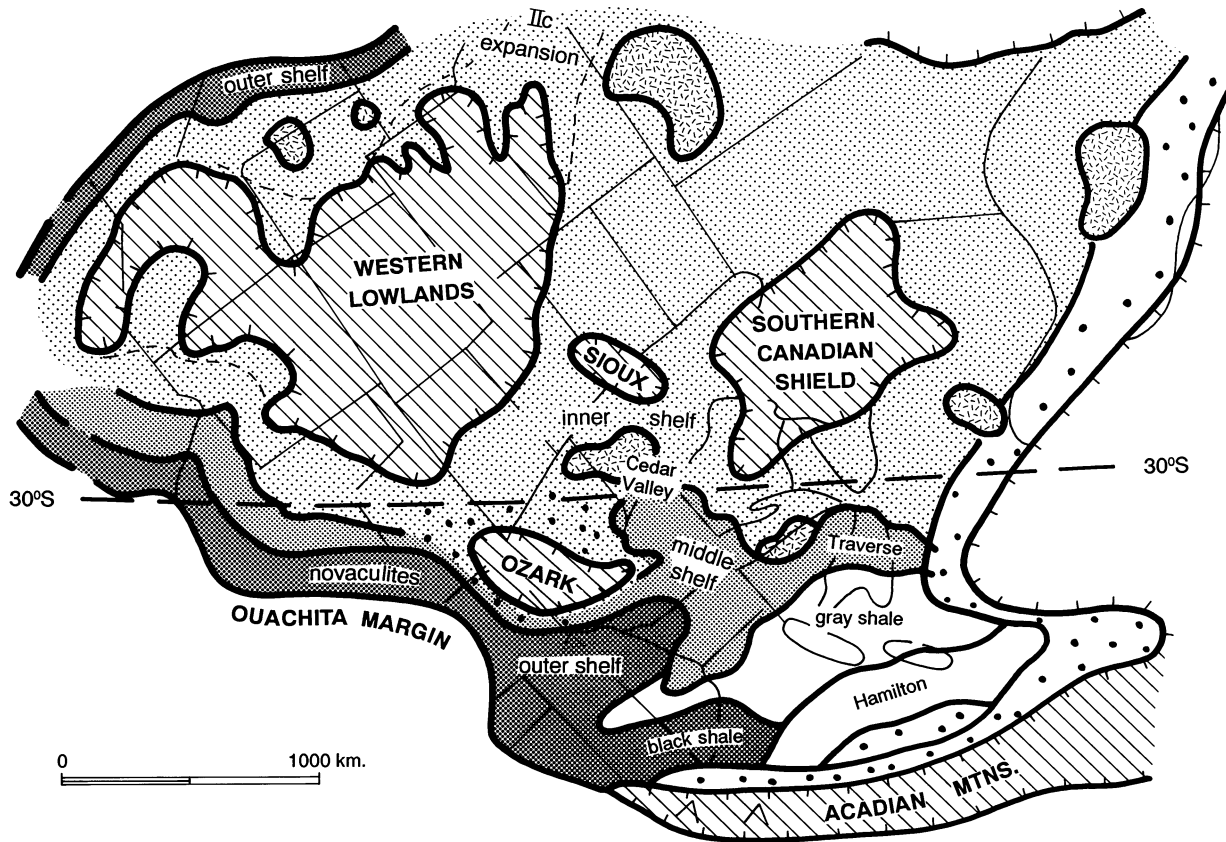 IIc
expansion
outer shelf
WESTERN
LOWLANDS
SOUTHERN
CANADIAN
SHIELD
SIOUX
inner shelf
Cedar
Valley
30ºS
30ºS
Traverse
middle
shelf
OZARK
novaculites
gray shale
OUACHITA MARGIN
outer shelf
Hamilton
black shale
0 1000 km.
ACADIAN MTNS.